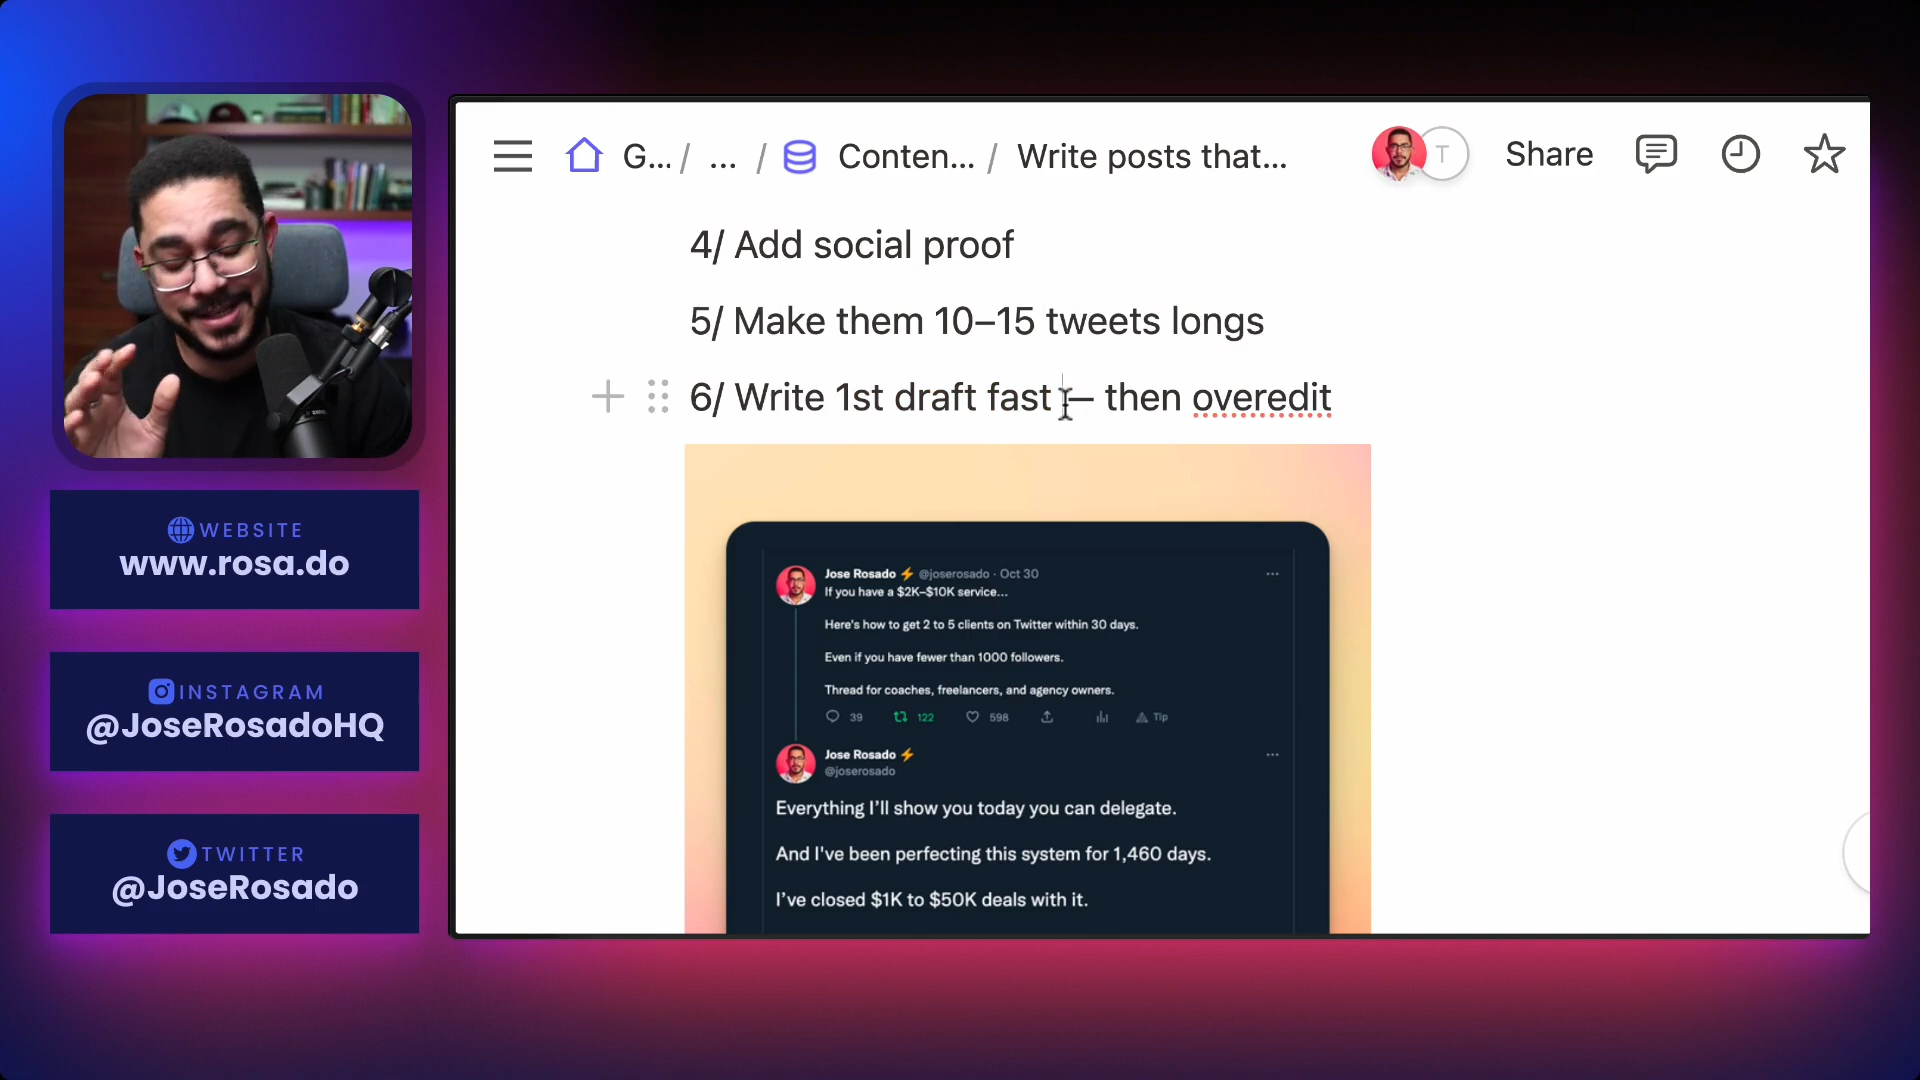 WEBSITE
www.rosa.do
INSTAGRAM
@JoseRosadoHQ
TWITTER
@JoseRosado
G... / ... / Conten... / Write posts that...
T
Share
4/ Add social proof
5/ Make them 10–15 tweets longs
6/ Write 1st draft fast — then overedit
Jose Rosado ⚡ @joserosado · Oct 30
If you have a $2K–$10K service...
Here's how to get 2 to 5 clients on Twitter within 30 days.
Even if you have fewer than 1000 followers.
Thread for coaches, freelancers, and agency owners.
39 122 598 Tip
Jose Rosado ⚡
@joserosado
Everything I’ll show you today you can delegate.
And I've been perfecting this system for 1,460 days.
I’ve closed $1K to $50K deals with it.